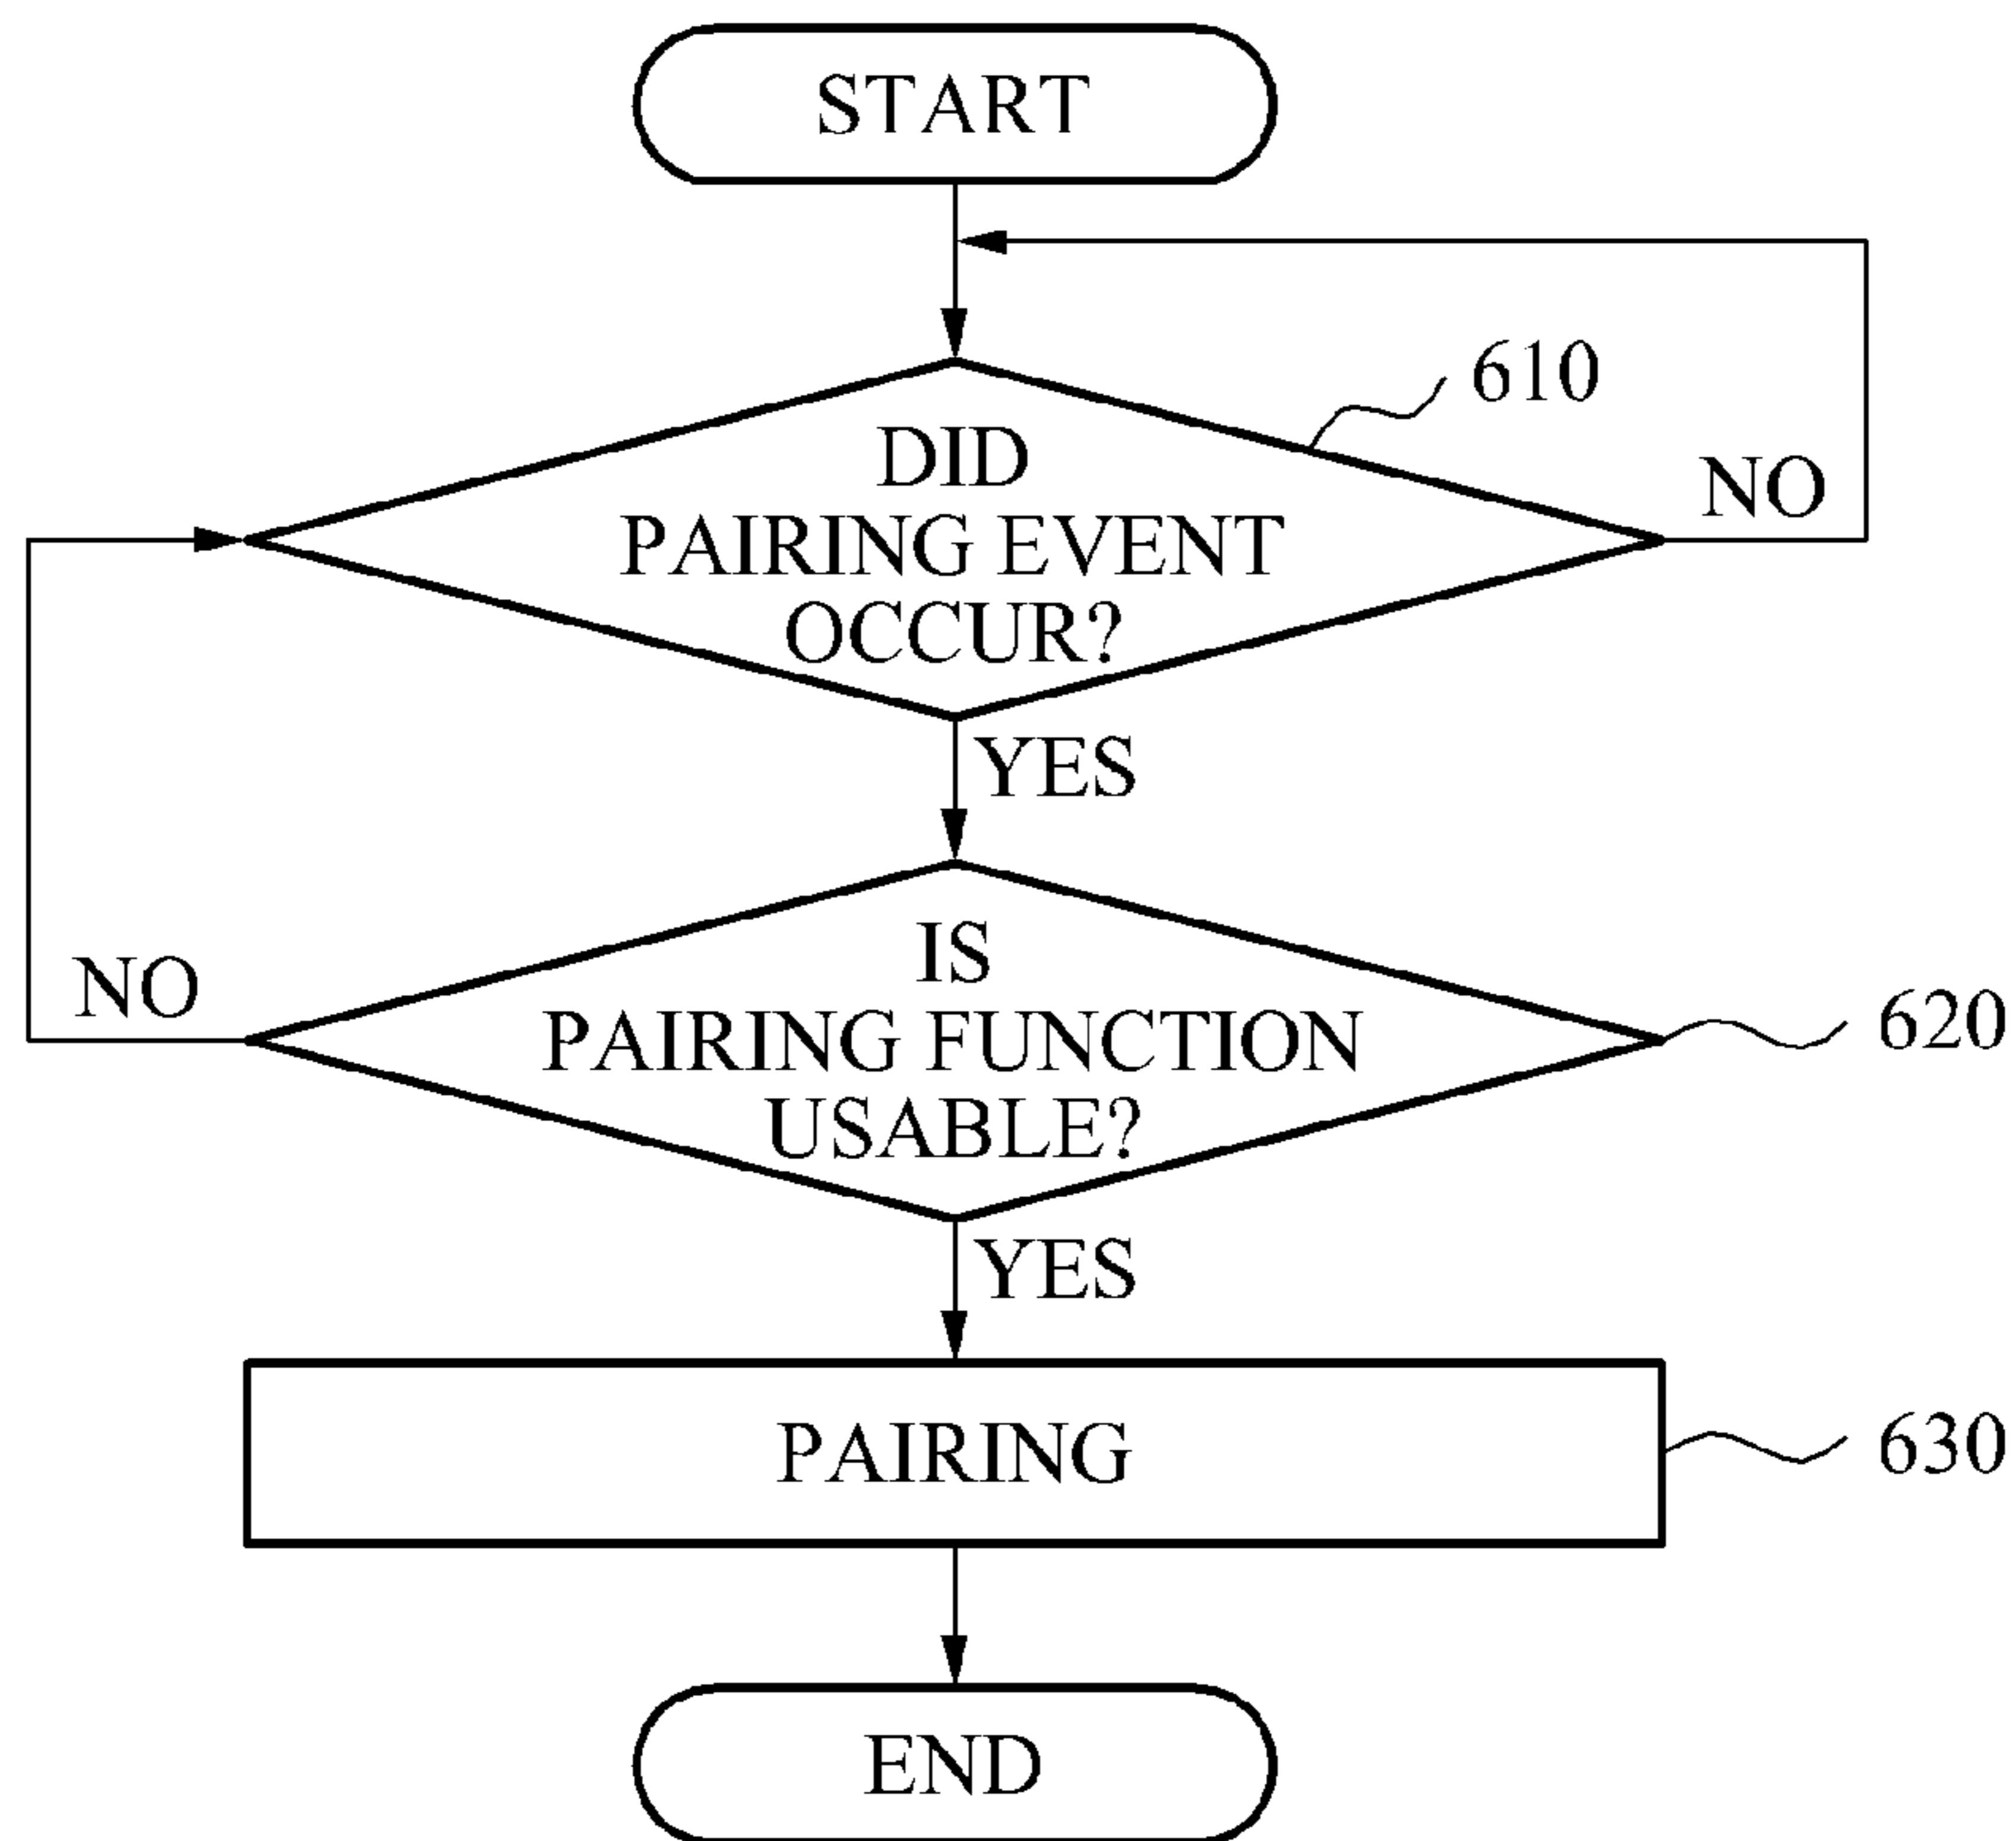 START
610
DID
PAIRING EVENT
OCCUR?
NO
YES
IS
PAIRING FUNCTION
USABLE?
NO
620
YES
PAIRING
630
END